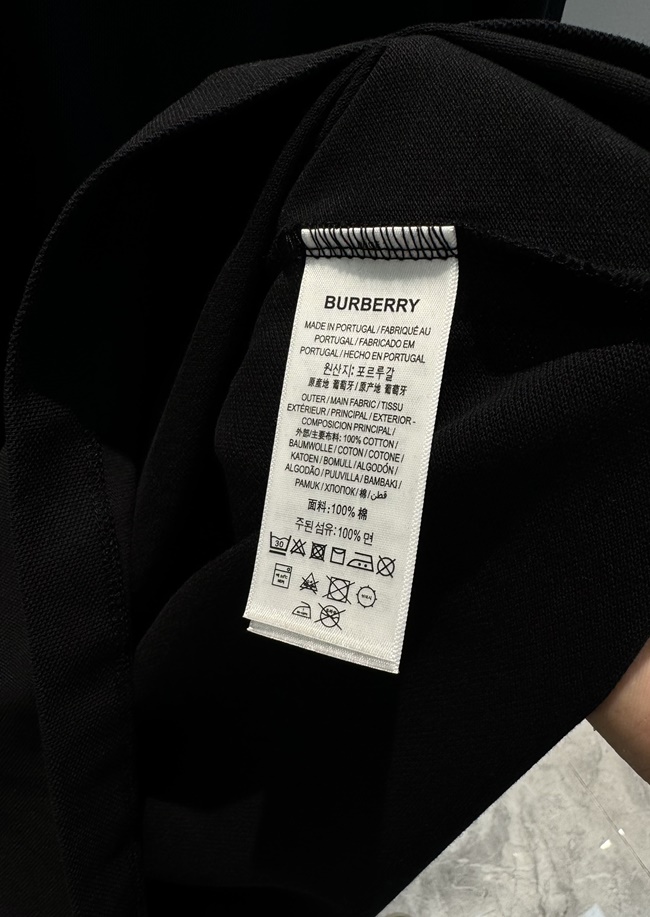 BURBERRY
MADE IN PORTUGAL / FABRIQUÉ AU
PORTUGAL / FABRICADO EM
PORTUGAL / HECHO EN PORTUGAL
원산지: 포르투갈
原產地 葡萄牙 / 原产地 葡萄牙
OUTER / MAIN FABRIC / TISSU
EXTÉRIEUR / PRINCIPAL / EXTERIOR -
COMPOSICION PRINCIPAL /
外部/主要布料: 100% COTTON /
BAUMWOLLE / COTON / COTONE /
KATOEN / BOMULL / ALGODÓN /
ALGODÃO / PUUVILLA / BAMBAKI /
PAMUK / ХЛОПОК / 棉 / قطن
面料:100% 棉
주된섬유:100% 면
30